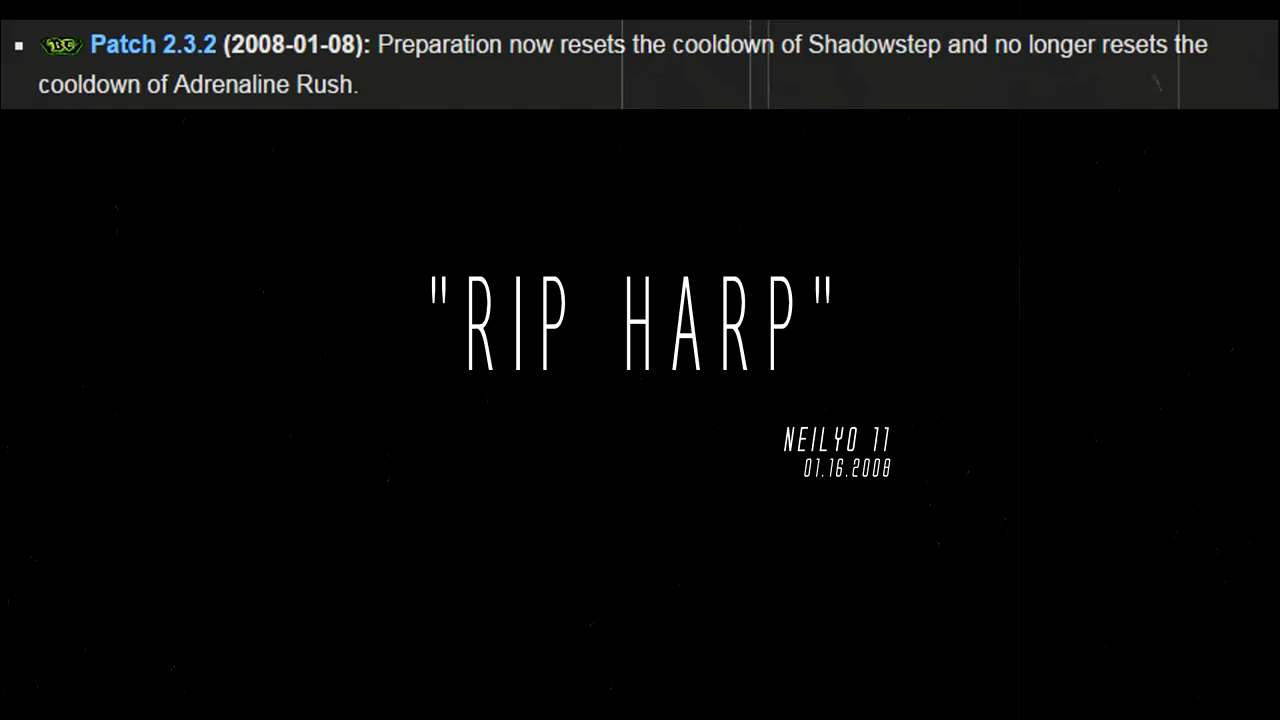 BC Patch 2.3.2 (2008-01-08): Preparation now resets the cooldown of Shadowstep and no longer resets the
cooldown of Adrenaline Rush.
"RIP HARP"
NEILYO 11
01.16.2008